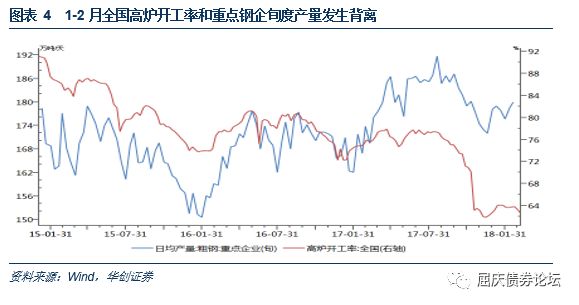 图表 4 1-2 月全国高炉开工率和重点钢企旬度产量发生背离
万吨/天 %
192 92
186 88
180 84
174 80
168 76
162 72
156 68
150 64
15-01-31 15-07-31 16-01-31 16-07-31 17-01-31 17-07-31 18-01-31
日均产量:粗钢:重点企业(旬) 高炉开工率:全国(右轴)
资料来源：Wind，华创证券
屈庆债券论坛